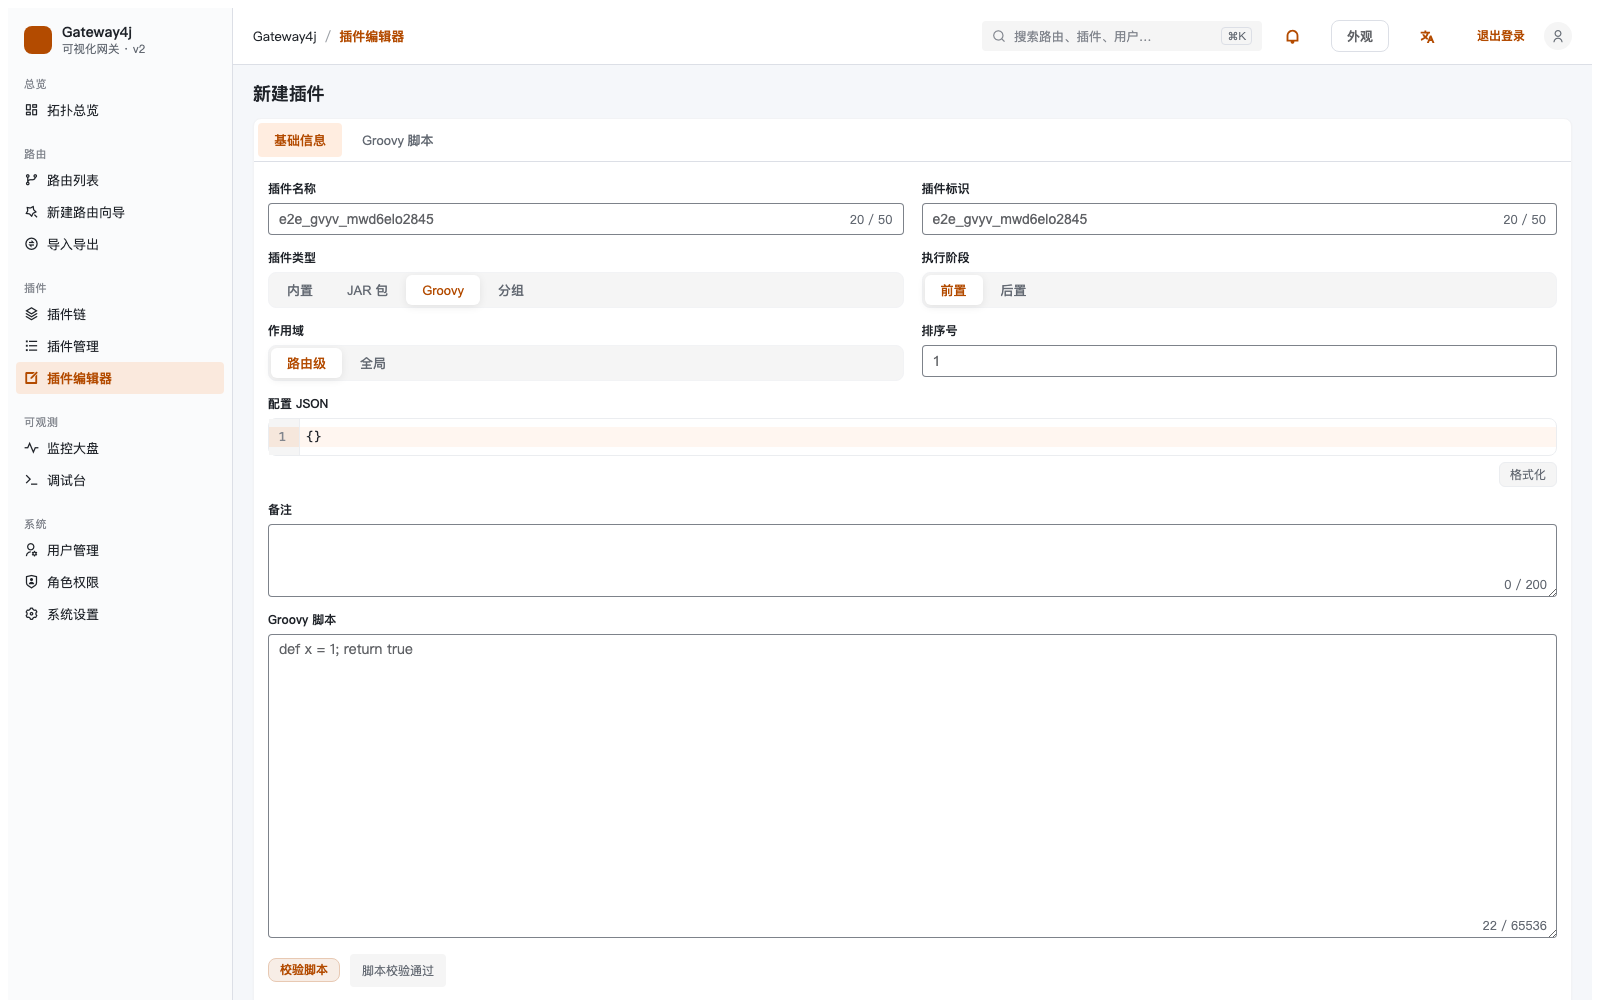 Gateway4j
可视化网关 · v2
总览
拓扑总览
路由
路由列表
新建路由向导
导入导出
插件
插件链
插件管理
插件编辑器
可观测
监控大盘
调试台
系统
用户管理
角色权限
系统设置
Gateway4j / 插件编辑器
搜索路由、插件、用户... ⌘K
外观
退出登录
新建插件
基础信息 Groovy 脚本
插件名称
e2e_gvyv_mwd6elo2845 20 / 50
插件标识
e2e_gvyv_mwd6elo2845 20 / 50
插件类型
内置 JAR 包 Groovy 分组
执行阶段
前置 后置
作用域
路由级 全局
排序号
1
配置 JSON
1 {}
格式化
备注
0 / 200
Groovy 脚本
def x = 1; return true
22 / 65536
校验脚本 脚本校验通过